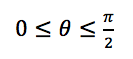 0 ≤ θ ≤ π/2